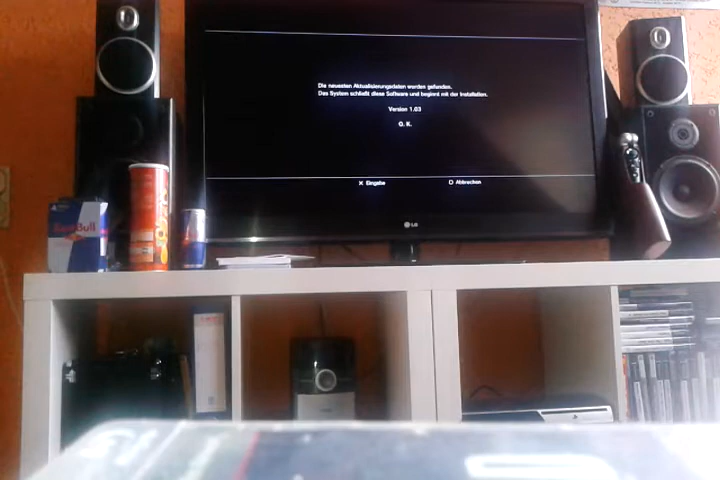 Die neuesten Aktualisierungsdaten wurden gefunden.
Das System schließt diese Software und beginnt mit der Installation.
Version 1.03
O. K.
X Eingabe
Abbrechen
LG
Red Bull